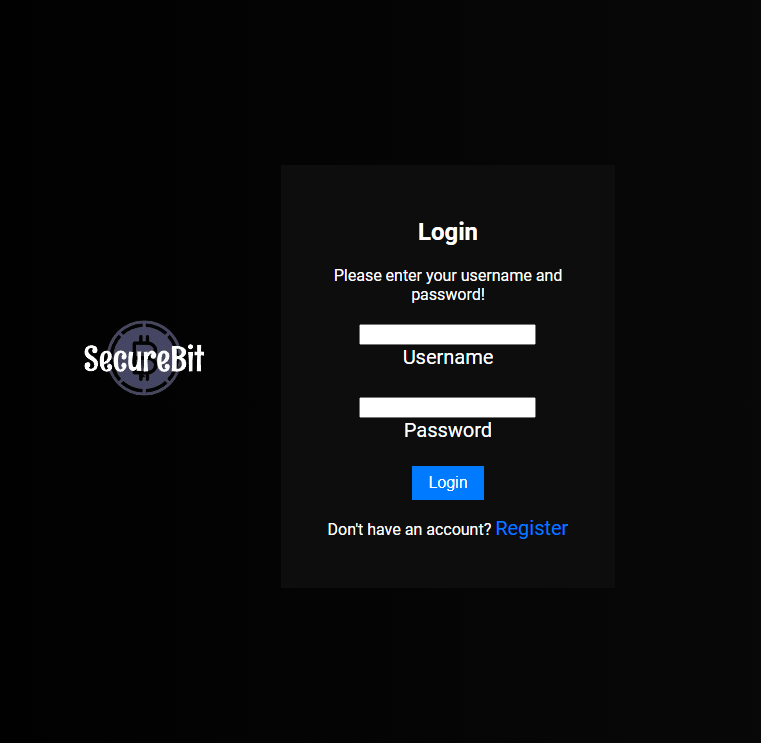 Login
Please enter your username and
password!
SecureBit
Username
Password
Login
Don't have an account? Register